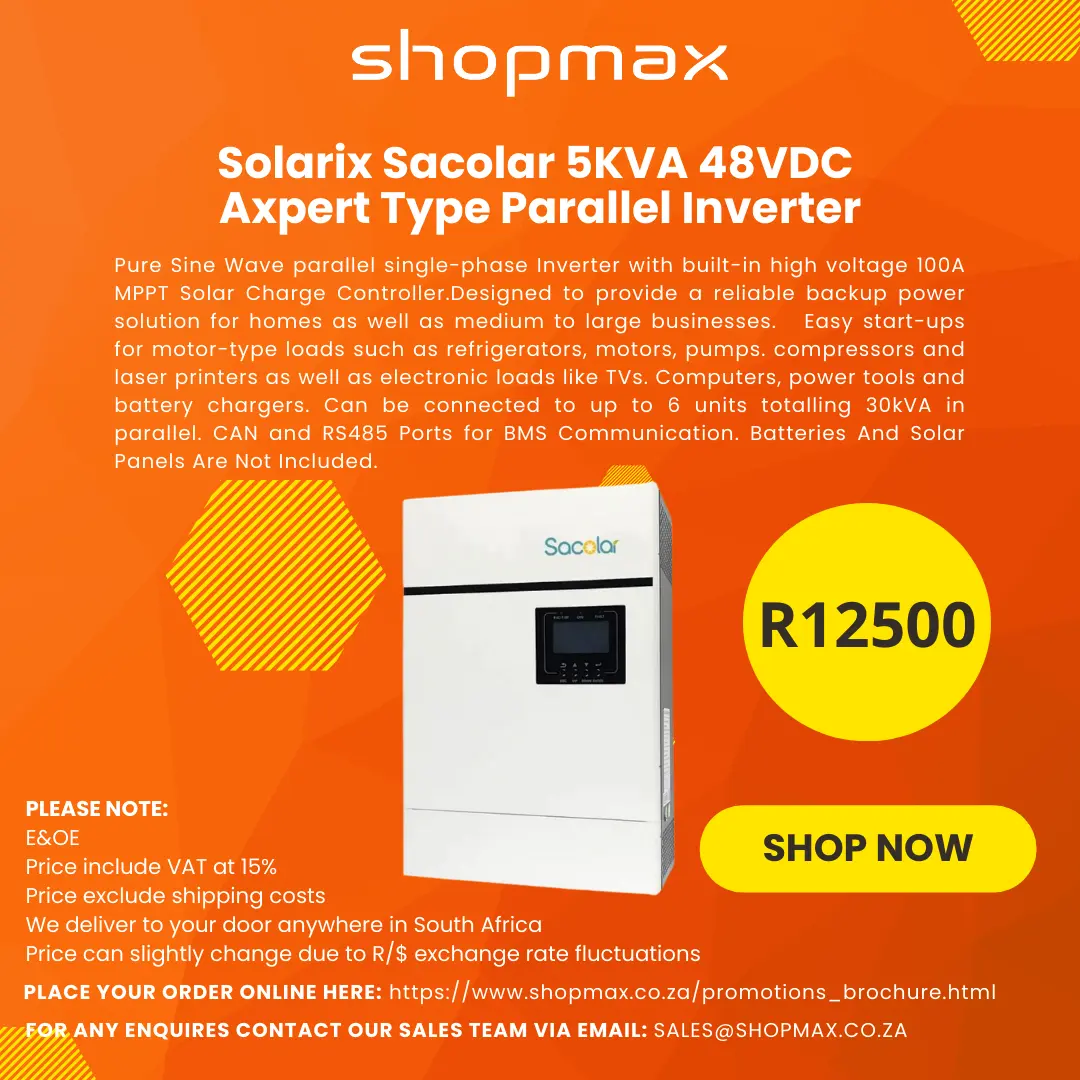 shopmax
Solarix Sacolar 5KVA 48VDC
Axpert Type Parallel Inverter
Pure Sine Wave parallel single-phase Inverter with built-in high voltage 100A
MPPT Solar Charge Controller.Designed to provide a reliable backup power
solution for homes as well as medium to large businesses. Easy start-ups
for motor-type loads such as refrigerators, motors, pumps. compressors and
laser printers as well as electronic loads like TVs. Computers, power tools and
battery chargers. Can be connected to up to 6 units totalling 30kVA in
parallel. CAN and RS485 Ports for BMS Communication. Batteries And Solar
Panels Are Not Included.
Sacolar
R12500
SHOP NOW
PLEASE NOTE:
E&OE
Price include VAT at 15%
Price exclude shipping costs
We deliver to your door anywhere in South Africa
Price can slightly change due to R/$ exchange rate fluctuations
PLACE YOUR ORDER ONLINE HERE: https://www.shopmax.co.za/promotions_brochure.html
FOR ANY ENQUIRES CONTACT OUR SALES TEAM VIA EMAIL: SALES@SHOPMAX.CO.ZA